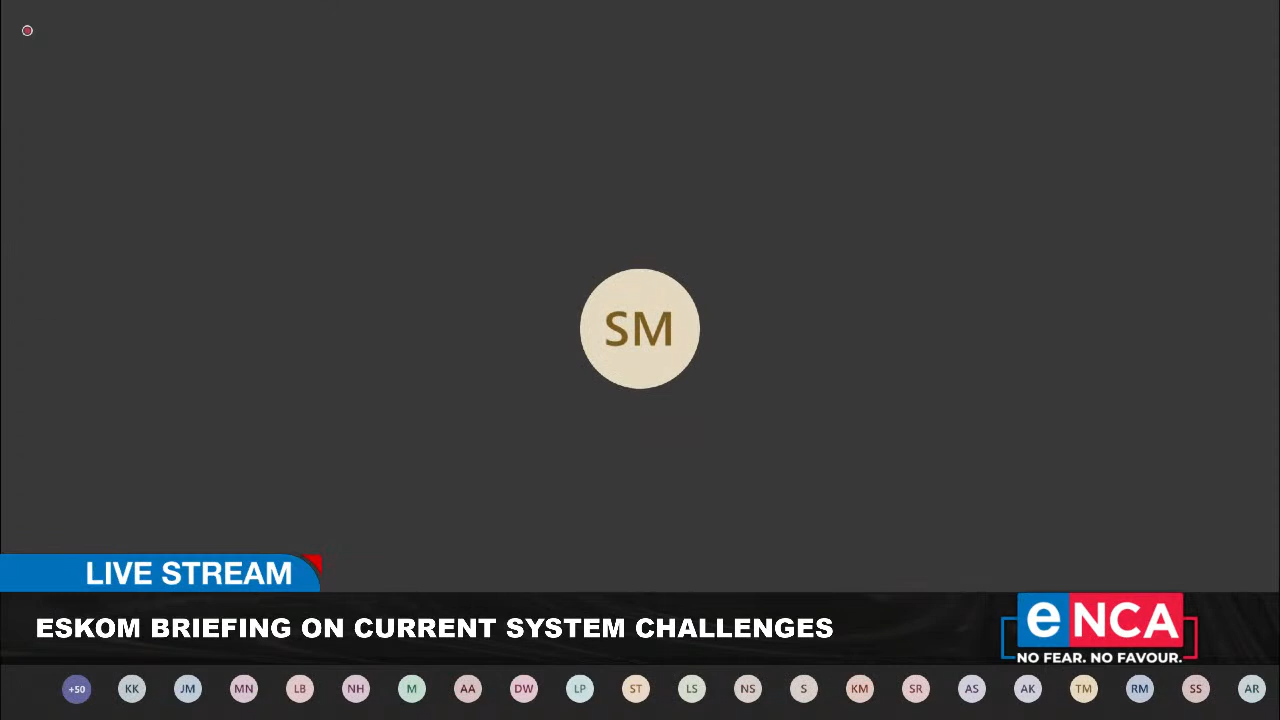 SM
LIVE STREAM
ESKOM BRIEFING ON CURRENT SYSTEM CHALLENGES
eNCA
NO FEAR. NO FAVOUR.
+50 KK JM MN LB NH M AA DW LP ST LS NS S KM SR AS AK TM RM SS AR